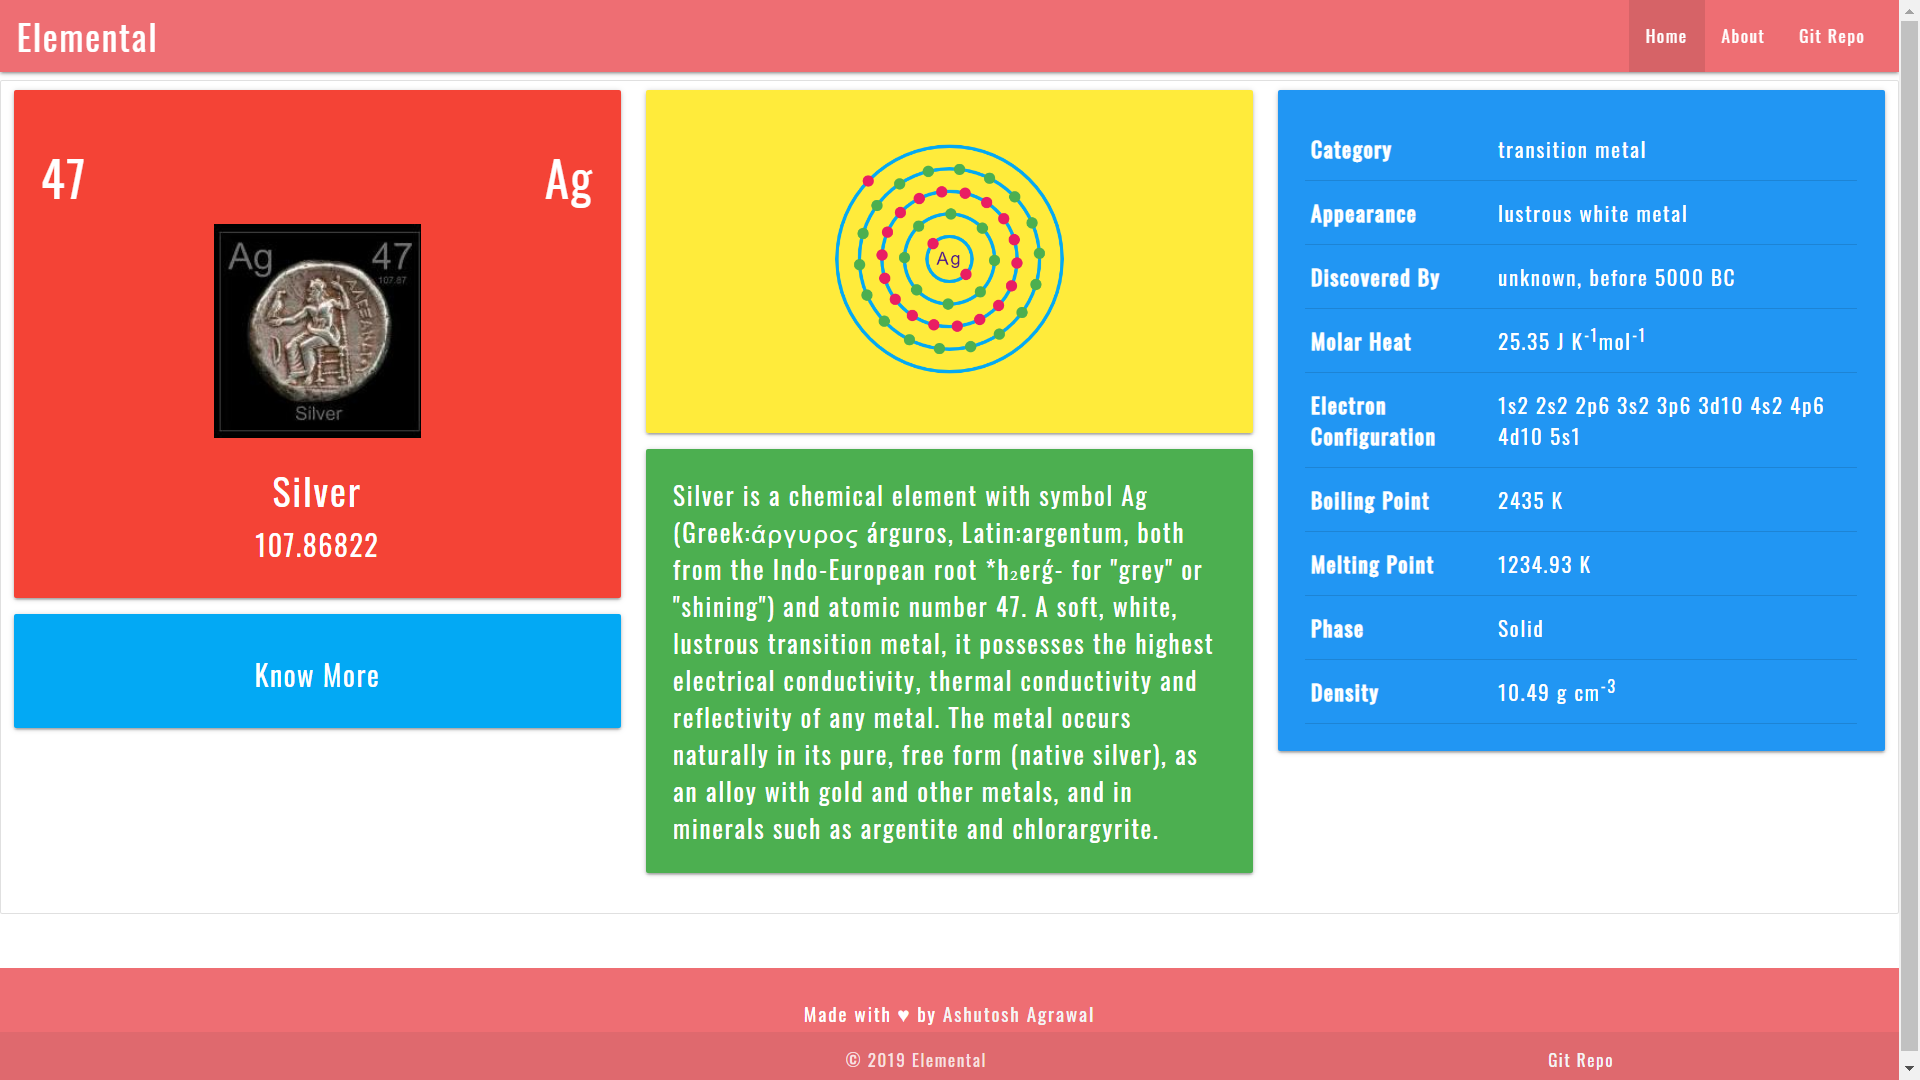 Elemental
Home
About
Git Repo
47
Ag
Ag
47
107.87
ΑΛΕΞΑΝΔΡΟΥ
Silver
Silver
107.86822
Know More
Ag
Silver is a chemical element with symbol Ag
(Greek:άργυρος árguros, Latin:argentum, both
from the Indo-European root *h₂erǵ- for "grey" or
"shining") and atomic number 47. A soft, white,
lustrous transition metal, it possesses the highest
electrical conductivity, thermal conductivity and
reflectivity of any metal. The metal occurs
naturally in its pure, free form (native silver), as
an alloy with gold and other metals, and in
minerals such as argentite and chlorargyrite.
Category transition metal
Appearance lustrous white metal
Discovered By unknown, before 5000 BC
Molar Heat 25.35 J K⁻¹mol⁻¹
Electron 1s2 2s2 2p6 3s2 3p6 3d10 4s2 4p6
Configuration 4d10 5s1
Boiling Point 2435 K
Melting Point 1234.93 K
Phase Solid
Density 10.49 g cm⁻³
Made with ♥ by Ashutosh Agrawal
© 2019 Elemental
Git Repo